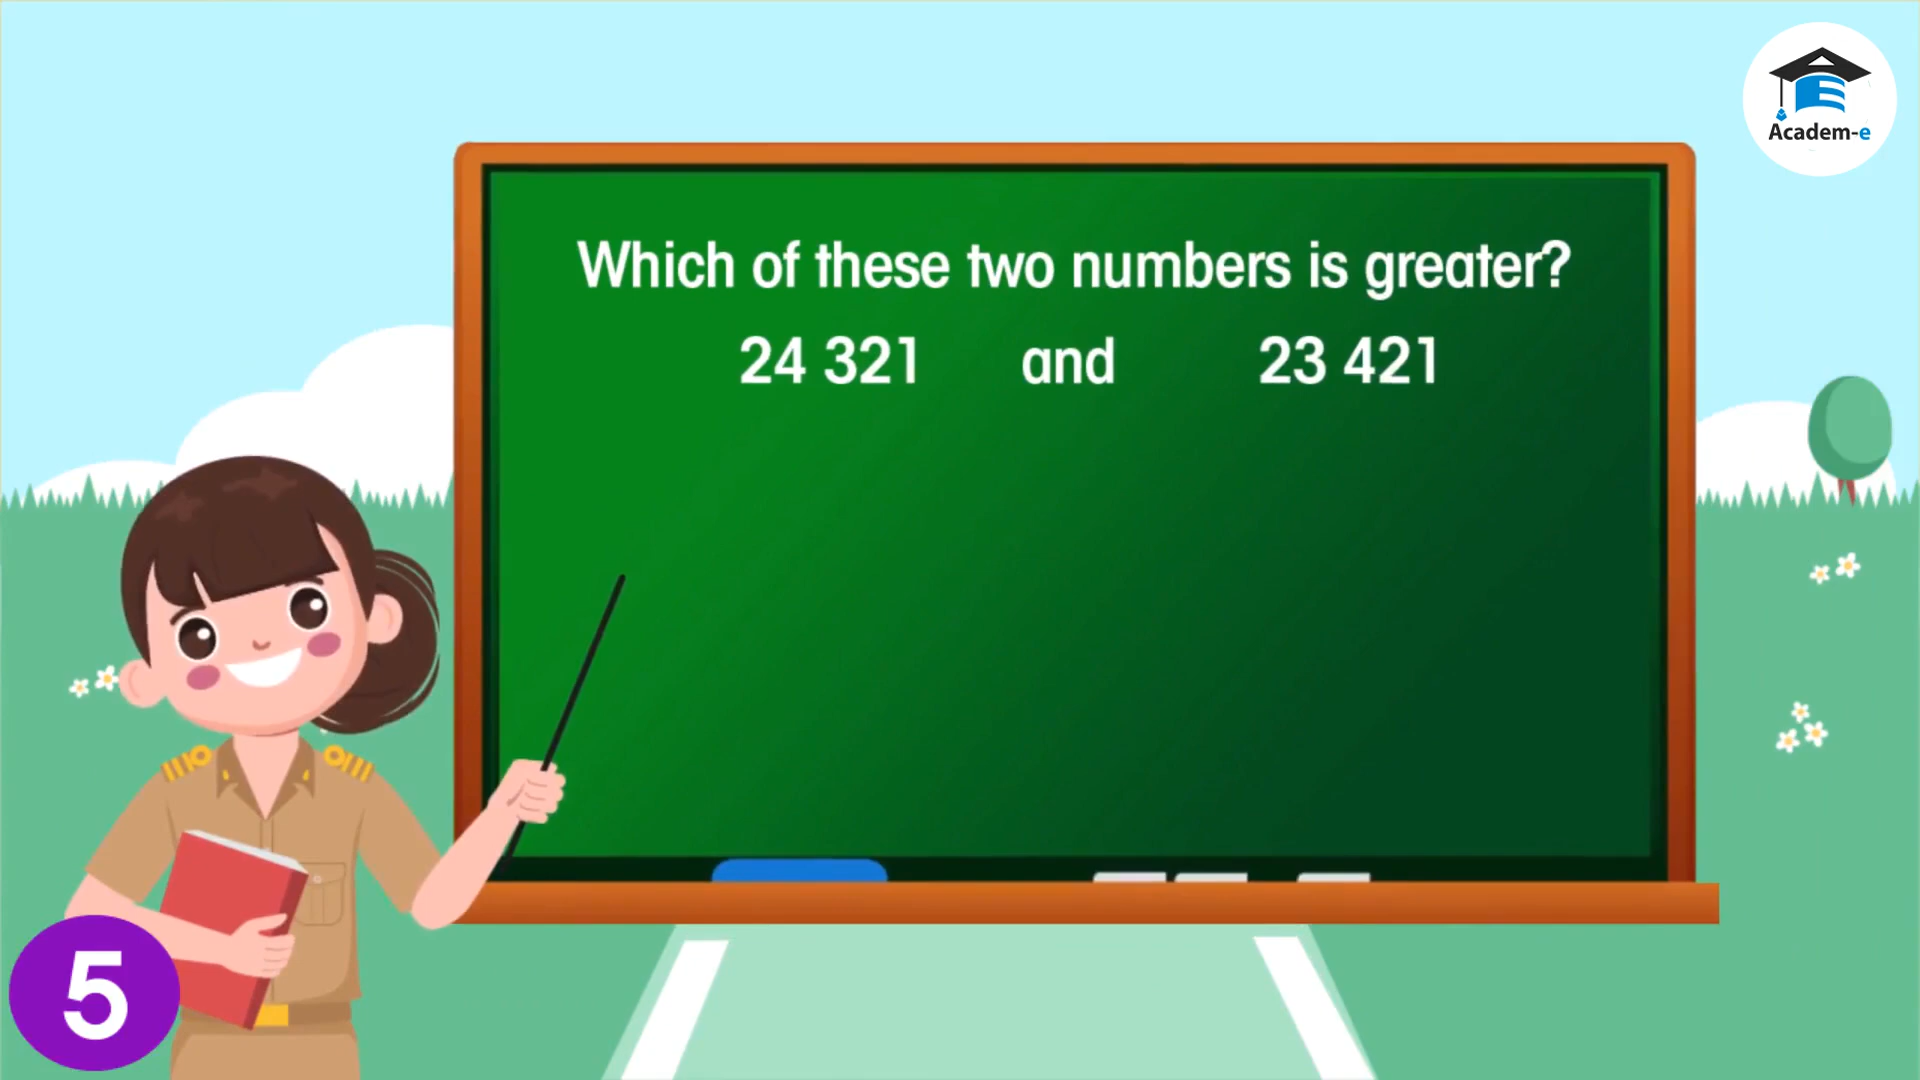 Academ-e
Which of these two numbers is greater?
24 321 and 23 421
5